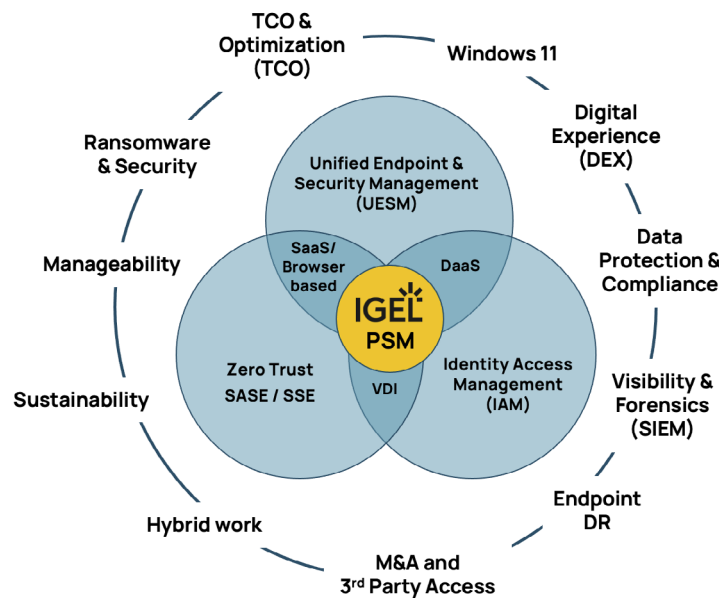 TCO &
Optimization
(TCO)
Windows 11
Digital
Experience
(DEX)
Data
Protection &
Compliance
Visibility &
Forensics
(SIEM)
Endpoint
DR
M&A and
3rd Party Access
Hybrid work
Sustainability
Manageability
Ransomware
& Security
Unified Endpoint &
Security Management
(UESM)
SaaS/
Browser
based
DaaS
IGEL
PSM
Zero Trust
SASE / SSE
VDI
Identity Access
Management
(IAM)